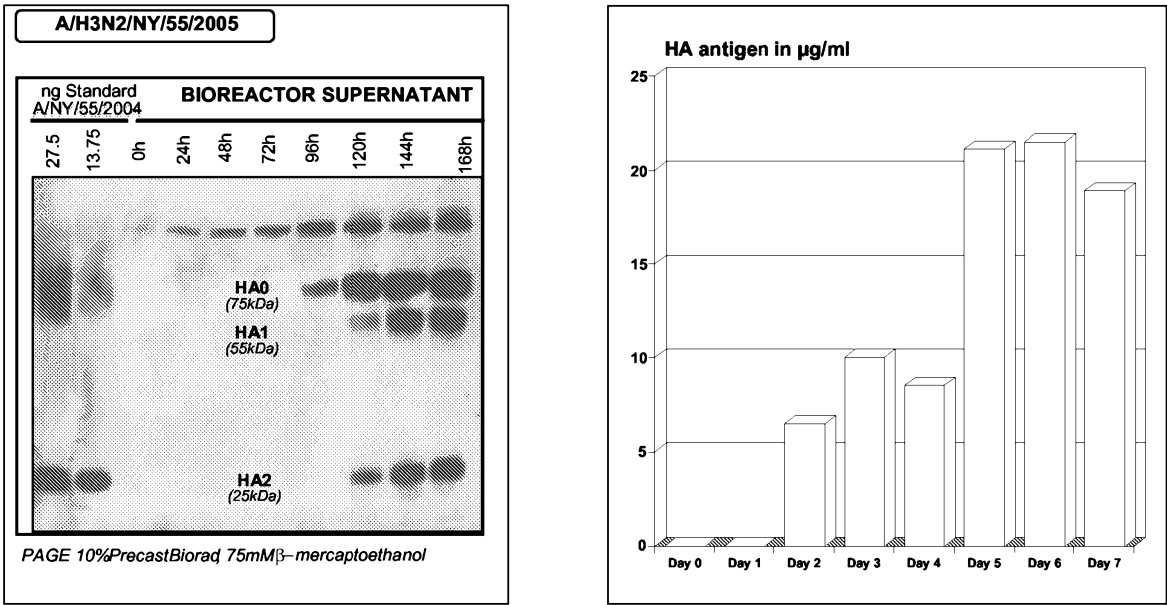 A/H3N2/NY/55/2005
ng Standard
A/NY/55/2004
BIOREACTOR SUPERNATANT
27.5
13.75
0h
24h
48h
72h
96h
120h
144h
168h
HA0
(75kDa)
HA1
(55kDa)
HA2
(25kDa)
PAGE 10%PrecastBiorad, 75mMβ–mercaptoethanol
HA antigen in µg/ml
25
20
15
10
5
0
Day 0 Day 1 Day 2 Day 3 Day 4 Day 5 Day 6 Day 7